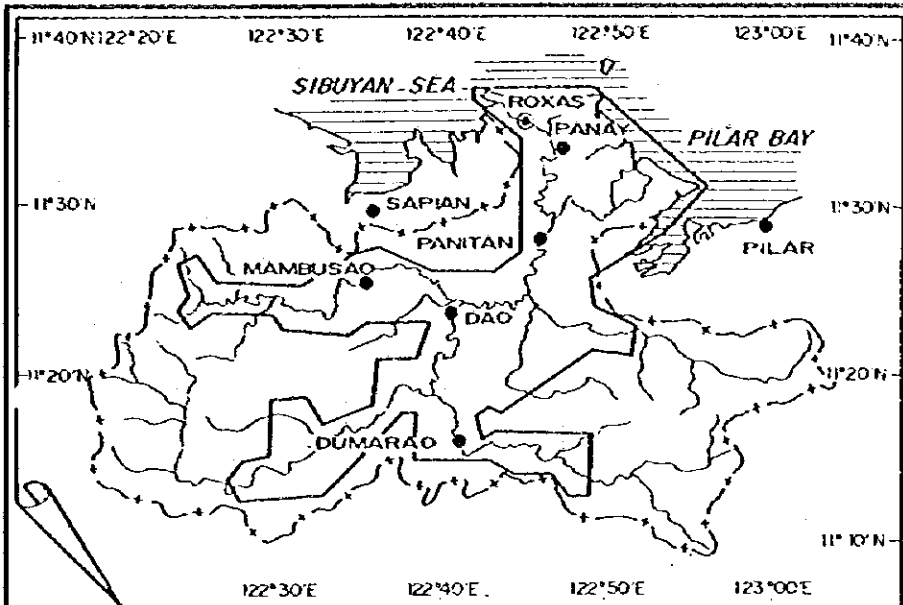 11°40'N 122°20'E 122°30'E 122°40'E 122°50'E 123°00'E 11°40'N
SIBUYAN SEA
ROXAS
PANAY
PILAR BAY
11°30'N SAPIAN 11°30'N
PANITAN
PILAR
MAMBUSAO
DAO
11°20'N 11°20'N
DUMARAO
11°10'N
122°30'E 122°40'E 122°50'E 123°00'E